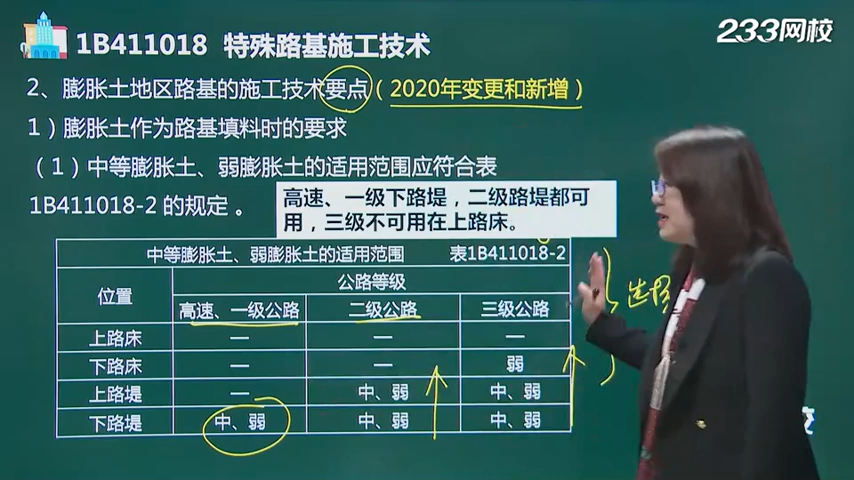 233网校
1B411018 特殊路基施工技术
2、膨胀土地区路基的施工技术要点（2020年变更和新增）
1）膨胀土作为路基填料时的要求
（1）中等膨胀土、弱膨胀土的适用范围应符合表
1B411018-2 的规定 。
高速、一级下路堤，二级路堤都可
用，三级不可用在上路床。
中等膨胀土、弱膨胀土的适用范围 表1B411018-2
位置 公路等级
高速、一级公路 二级公路 三级公路
上路床 — — —
下路床 — — 弱
上路堤 — 中、弱 中、弱
下路堤 中、弱 中、弱 中、弱
选择